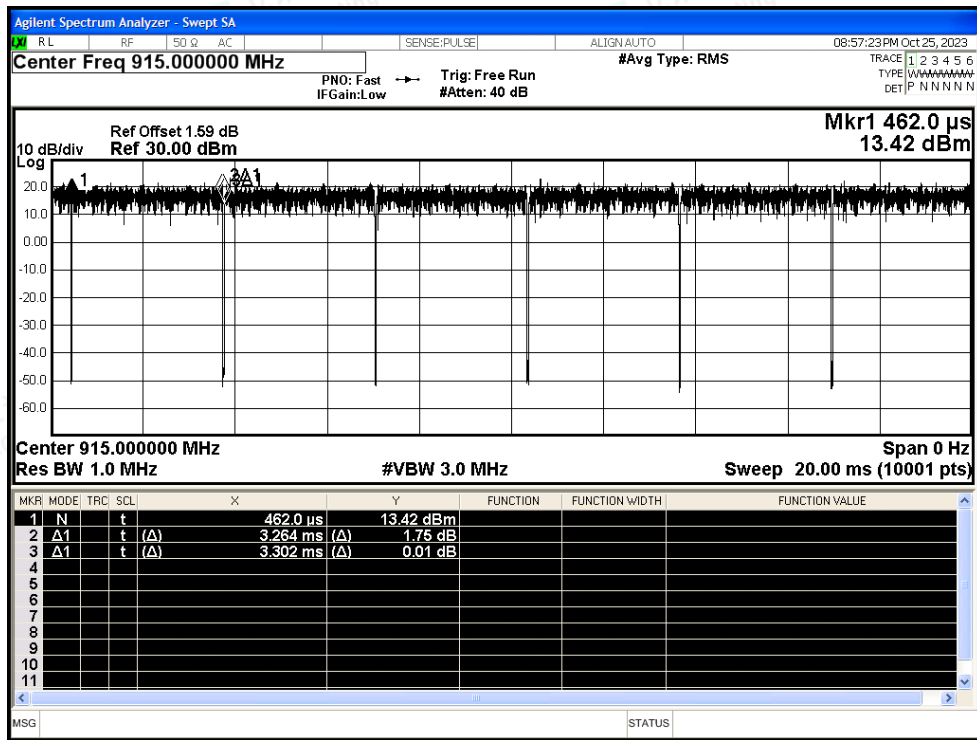 Agilent Spectrum Analyzer - Swept SA
LXI RL RF 50 Ω AC SENSE:PULSE ALIGN AUTO 08:57:23 PM Oct 25, 2023
Center Freq 915.000000 MHz #Avg Type: RMS TRACE 1 2 3 4 5 6
PNO: Fast Trig: Free Run TYPE WWWWWW
IFGain:Low #Atten: 40 dB DET P N N N N N
Mkr1 462.0 µs
Ref Offset 1.59 dB
10 dB/div Ref 30.00 dBm 13.42 dBm
Log
1
20.0
10.0
0.00
-10.0
-20.0
-30.0
-40.0
-50.0
-60.0
Center 915.000000 MHz Span 0 Hz
Res BW 1.0 MHz #VBW 3.0 MHz Sweep 20.00 ms (10001 pts)
MKR MODE TRC SCL X Y FUNCTION FUNCTION WIDTH FUNCTION VALUE
1 N t 462.0 µs 13.42 dBm
2 Δ1 t (Δ) 3.264 ms (Δ) 1.75 dB
3 Δ1 t (Δ) 3.302 ms (Δ) 0.01 dB
4
5
6
7
8
9
10
11
MSG STATUS